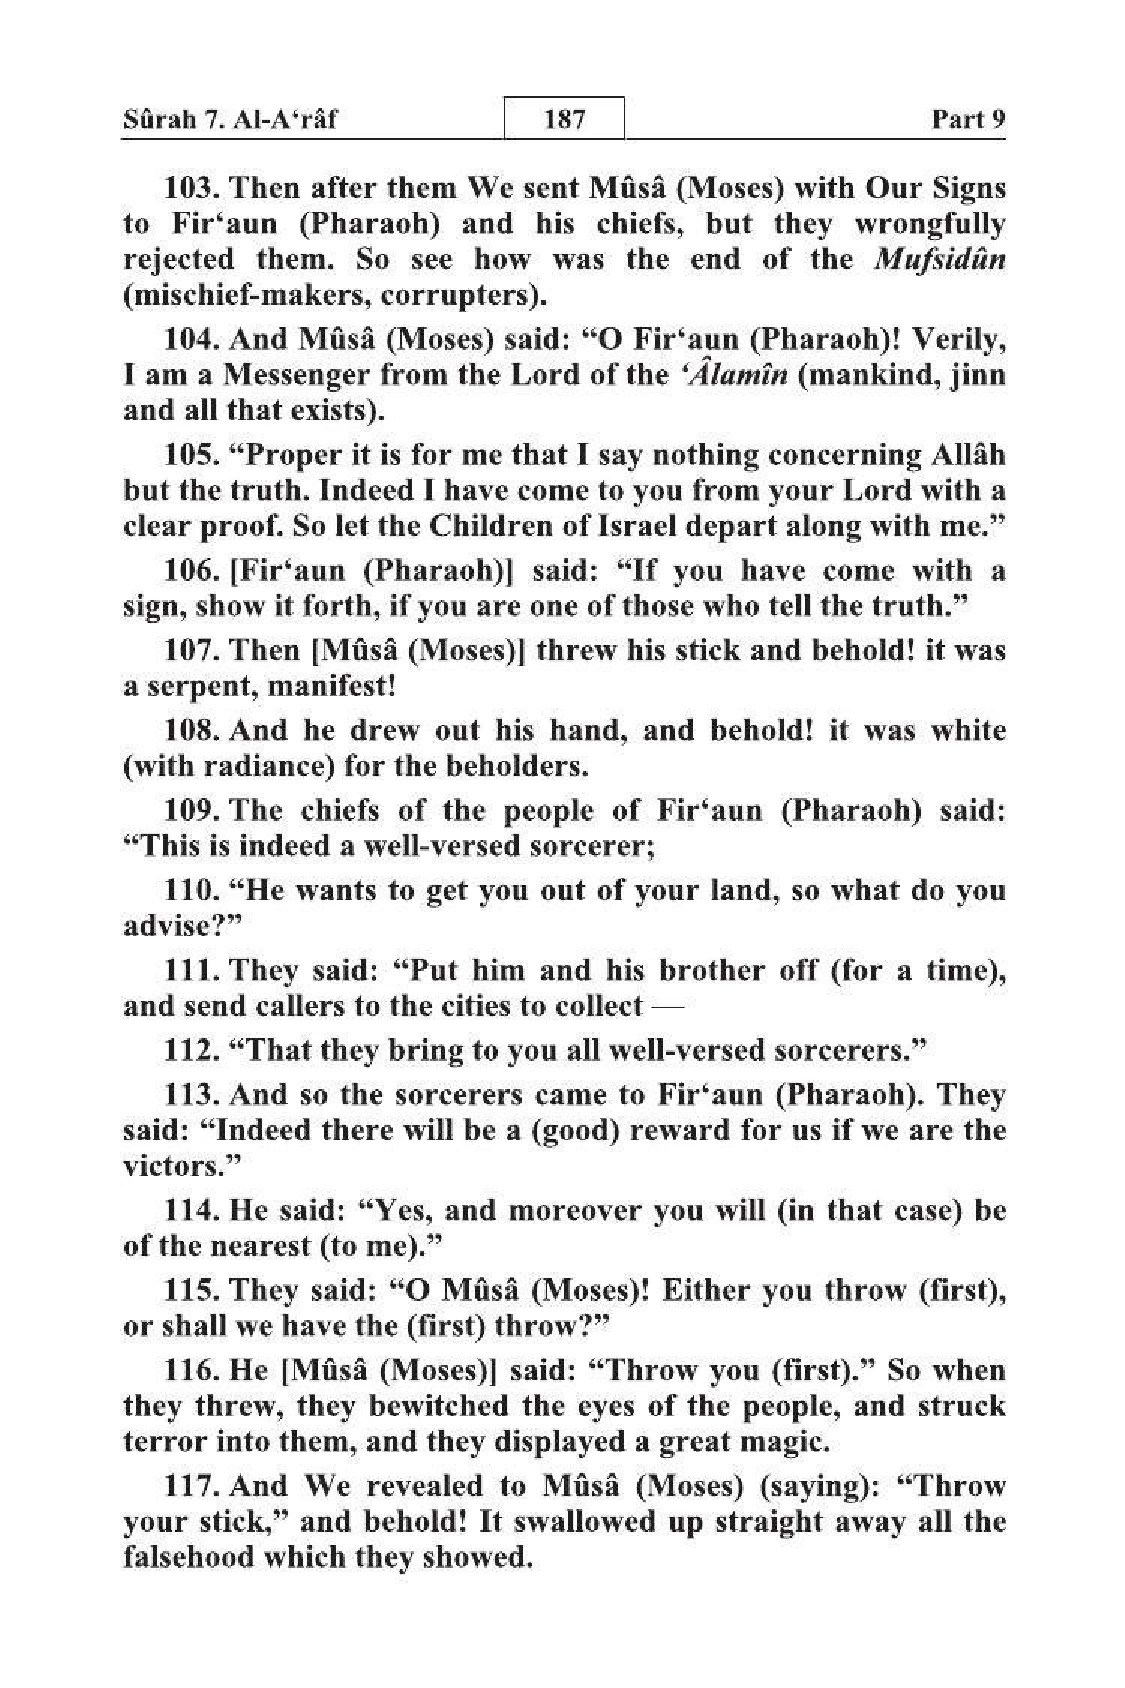 Sûrah 7. Al-A‘râf 187 Part 9
103. Then after them We sent Mûsâ (Moses) with Our Signs
to Fir‘aun (Pharaoh) and his chiefs, but they wrongfully
rejected them. So see how was the end of the Mufsidûn
(mischief-makers, corrupters).
104. And Mûsâ (Moses) said: “O Fir‘aun (Pharaoh)! Verily,
I am a Messenger from the Lord of the ‘Âlamîn (mankind, jinn
and all that exists).
105. “Proper it is for me that I say nothing concerning Allâh
but the truth. Indeed I have come to you from your Lord with a
clear proof. So let the Children of Israel depart along with me.”
106. [Fir‘aun (Pharaoh)] said: “If you have come with a
sign, show it forth, if you are one of those who tell the truth.”
107. Then [Mûsâ (Moses)] threw his stick and behold! it was
a serpent, manifest!
108. And he drew out his hand, and behold! it was white
(with radiance) for the beholders.
109. The chiefs of the people of Fir‘aun (Pharaoh) said:
“This is indeed a well-versed sorcerer;
110. “He wants to get you out of your land, so what do you
advise?”
111. They said: “Put him and his brother off (for a time),
and send callers to the cities to collect —
112. “That they bring to you all well-versed sorcerers.”
113. And so the sorcerers came to Fir‘aun (Pharaoh). They
said: “Indeed there will be a (good) reward for us if we are the
victors.”
114. He said: “Yes, and moreover you will (in that case) be
of the nearest (to me).”
115. They said: “O Mûsâ (Moses)! Either you throw (first),
or shall we have the (first) throw?”
116. He [Mûsâ (Moses)] said: “Throw you (first).” So when
they threw, they bewitched the eyes of the people, and struck
terror into them, and they displayed a great magic.
117. And We revealed to Mûsâ (Moses) (saying): “Throw
your stick,” and behold! It swallowed up straight away all the
falsehood which they showed.